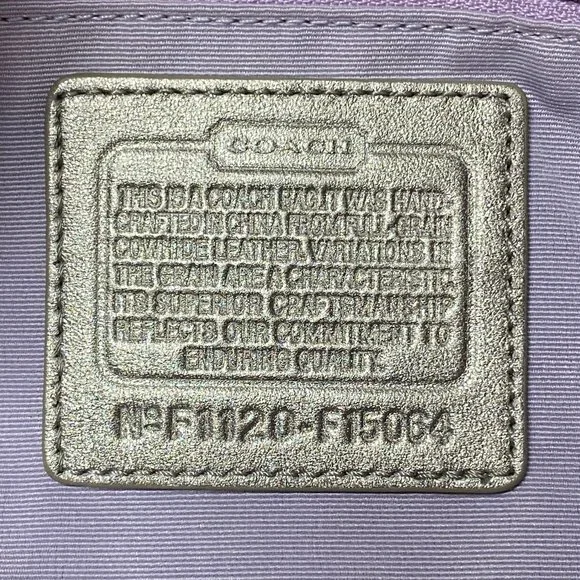 COACH
THIS IS A COACH BAG. IT WAS HAND-
CRAFTED IN CHINA FROM FULL GRAIN
COWHIDE LEATHER. VARIATIONS IN
THE GRAIN ARE A CHARACTERISTIC.
ITS SUPERIOR CRAFTSMANSHIP
REFLECTS OUR COMMITMENT TO
ENDURING QUALITY.
Nº F1120-F15064